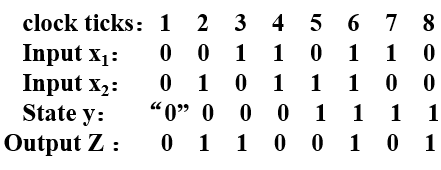 clock ticks： 1 2 3 4 5 6 7 8
Input x₁： 0 0 1 1 0 1 1 0
Input x₂： 0 1 0 1 1 1 0 0
State y： “0” 0 0 0 1 1 1 1
Output Z ： 0 1 1 0 0 1 0 1